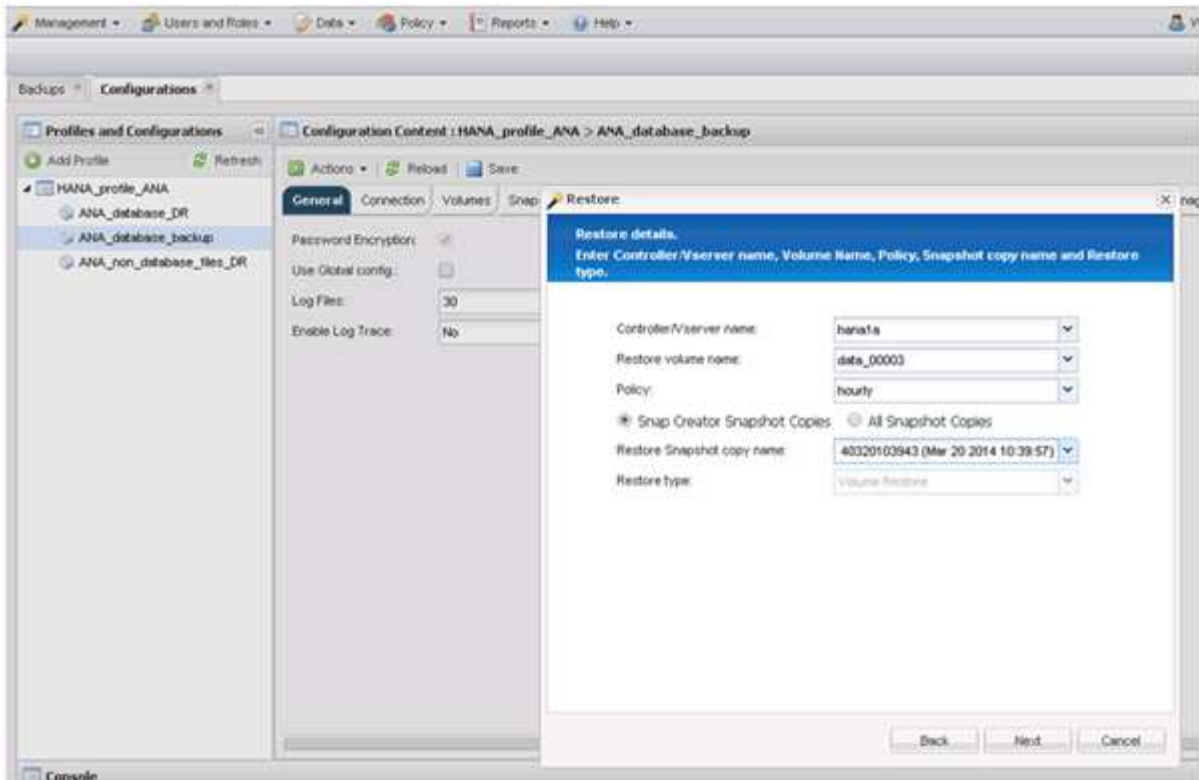 Management Users and Roles Data Policy Reports Help
Backups Configurations
Profiles and Configurations
Configuration Content : HANA_profile_ANA > ANA_database_backup
Add Profile Refresh
Actions Reload Save
HANA_profile_ANA
ANA_database_DR
ANA_database_backup
ANA_non_database_files_DR
General Connection Volumes Snap
Password Encryption:
Use Global config.:
Log Files: 30
Enable Log Trace: No
Restore
Restore details.
Enter Controller/Vserver name, Volume Name, Policy, Snapshot copy name and Restore
type.
Controller/Vserver name: hana1a
Restore volume name: data_00003
Policy: hourly
Snap Creator Snapshot Copies All Snapshot Copies
Restore Snapshot copy name: 40320103943 (Mar 20 2014 10:39:57)
Restore type: Volume Restore
Back Next Cancel
Console